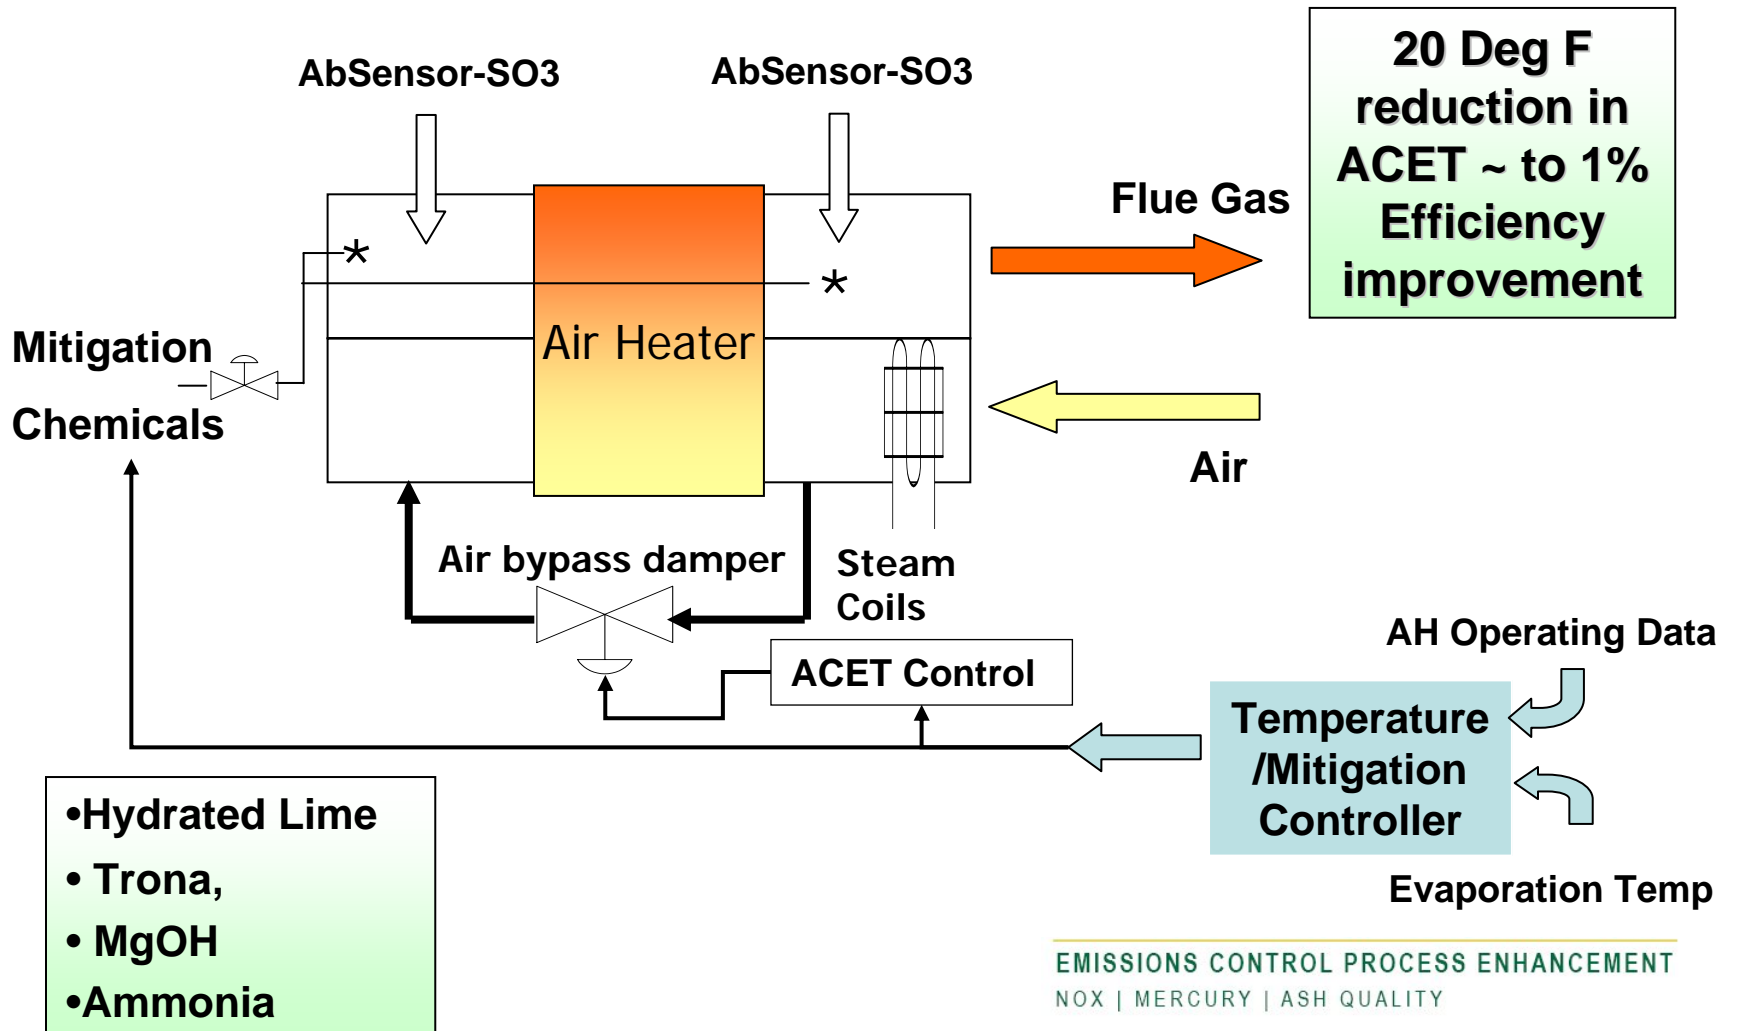 AbSensor-SO3
AbSensor-SO3
20 Deg F
reduction in
ACET ~ to 1%
Efficiency
improvement
Flue Gas
*
*
Air Heater
Mitigation
Chemicals
Air
Air bypass damper
Steam
Coils
ACET Control
AH Operating Data
Temperature
/Mitigation
Controller
Evaporation Temp
•Hydrated Lime
• Trona,
• MgOH
•Ammonia
EMISSIONS CONTROL PROCESS ENHANCEMENT
NOX | MERCURY | ASH QUALITY